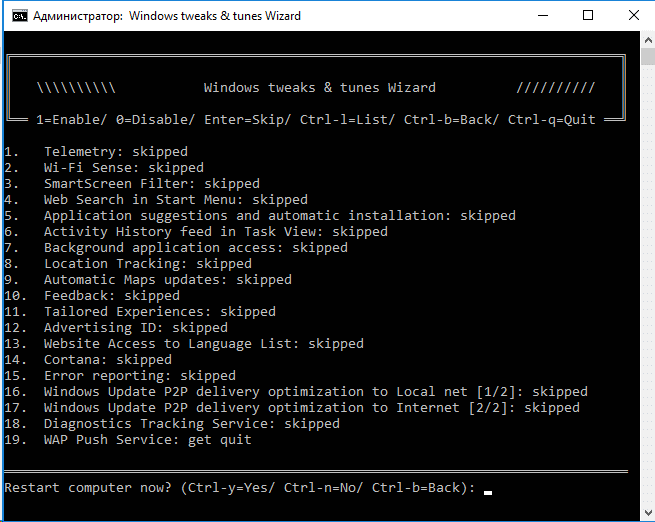 Администратор: Windows tweaks & tunes Wizard
\\\\\\\\\\ Windows tweaks & tunes Wizard //////////
1=Enable/ 0=Disable/ Enter=Skip/ Ctrl-l=List/ Ctrl-b=Back/ Ctrl-q=Quit
1. Telemetry: skipped
2. Wi-Fi Sense: skipped
3. SmartScreen Filter: skipped
4. Web Search in Start Menu: skipped
5. Application suggestions and automatic installation: skipped
6. Activity History feed in Task View: skipped
7. Background application access: skipped
8. Location Tracking: skipped
9. Automatic Maps updates: skipped
10. Feedback: skipped
11. Tailored Experiences: skipped
12. Advertising ID: skipped
13. Website Access to Language List: skipped
14. Cortana: skipped
15. Error reporting: skipped
16. Windows Update P2P delivery optimization to Local net [1/2]: skipped
17. Windows Update P2P delivery optimization to Internet [2/2]: skipped
18. Diagnostics Tracking Service: skipped
19. WAP Push Service: get quit
Restart computer now? (Ctrl-y=Yes/ Ctrl-n=No/ Ctrl-b=Back):